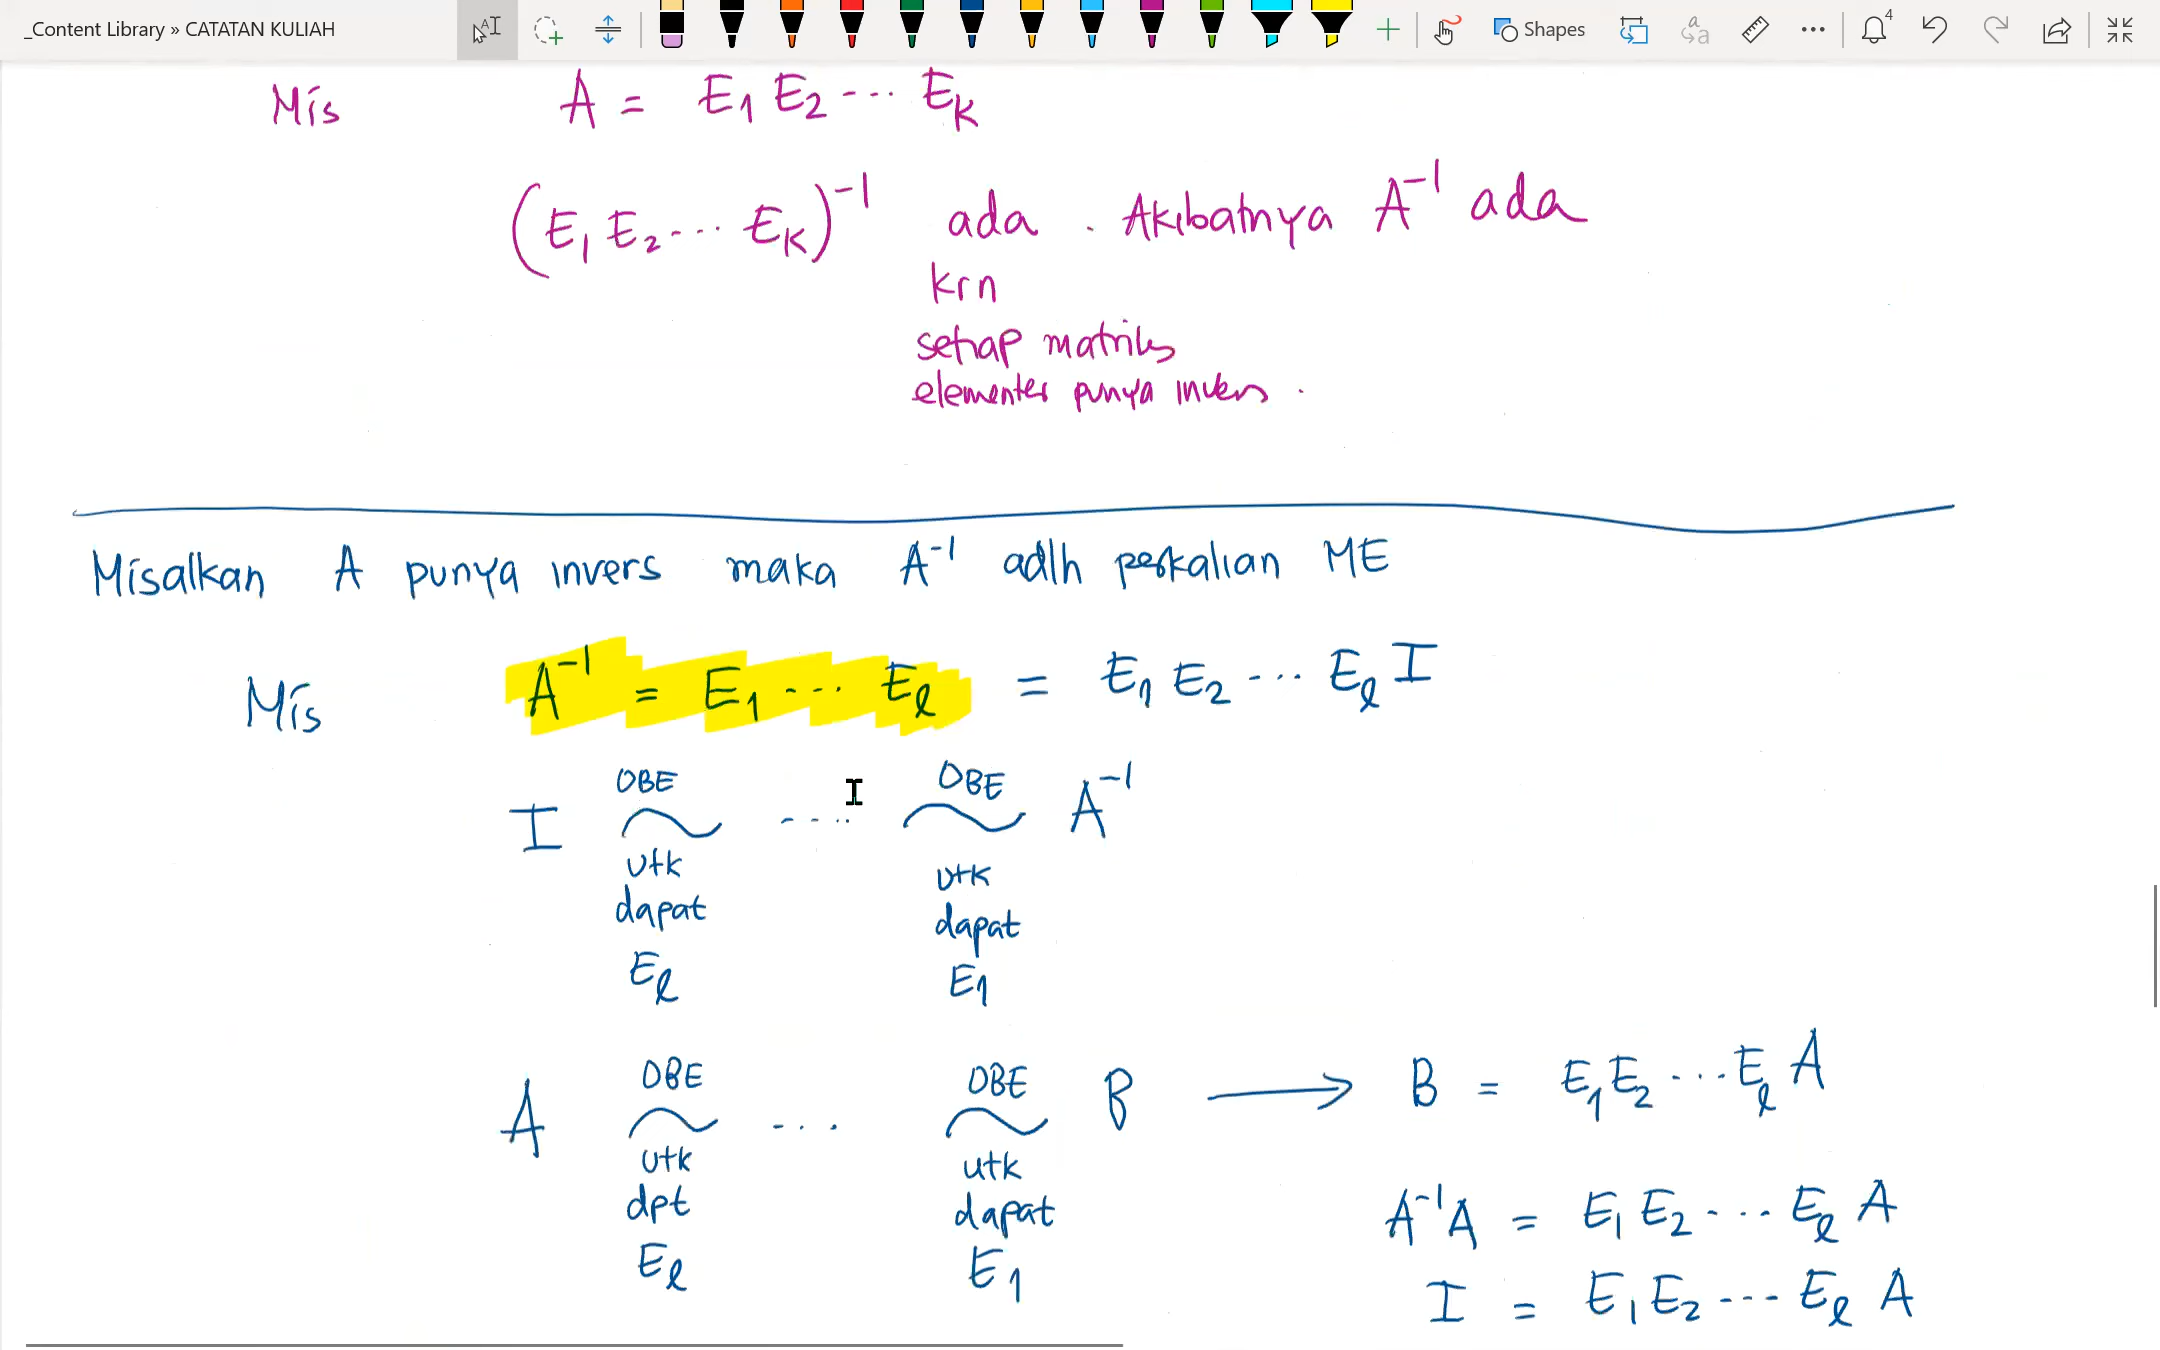 _Content Library » CATATAN KULIAH
Shapes
4
Mis A = E₁ E₂ ... Eₖ
(E₁ E₂ ... Eₖ)⁻¹ ada . Akibatnya A⁻¹ ada
krn
setiap matriks
elementer punya invers .
Misalkan A punya invers maka A⁻¹ adlh perkalian ME
Mis A⁻¹ = E₁ ... Eℓ = E₁ E₂ ... Eℓ I
OBE OBE
I ~ .... ~ A⁻¹
utk utk
dapat dapat
Eℓ E₁
OBE OBE
A ~ ... ~ B → B = E₁ E₂ ... Eℓ A
utk utk
dpt dapat
Eℓ E₁
A⁻¹A = E₁ E₂ ... Eℓ A
I = E₁ E₂ ... Eℓ A